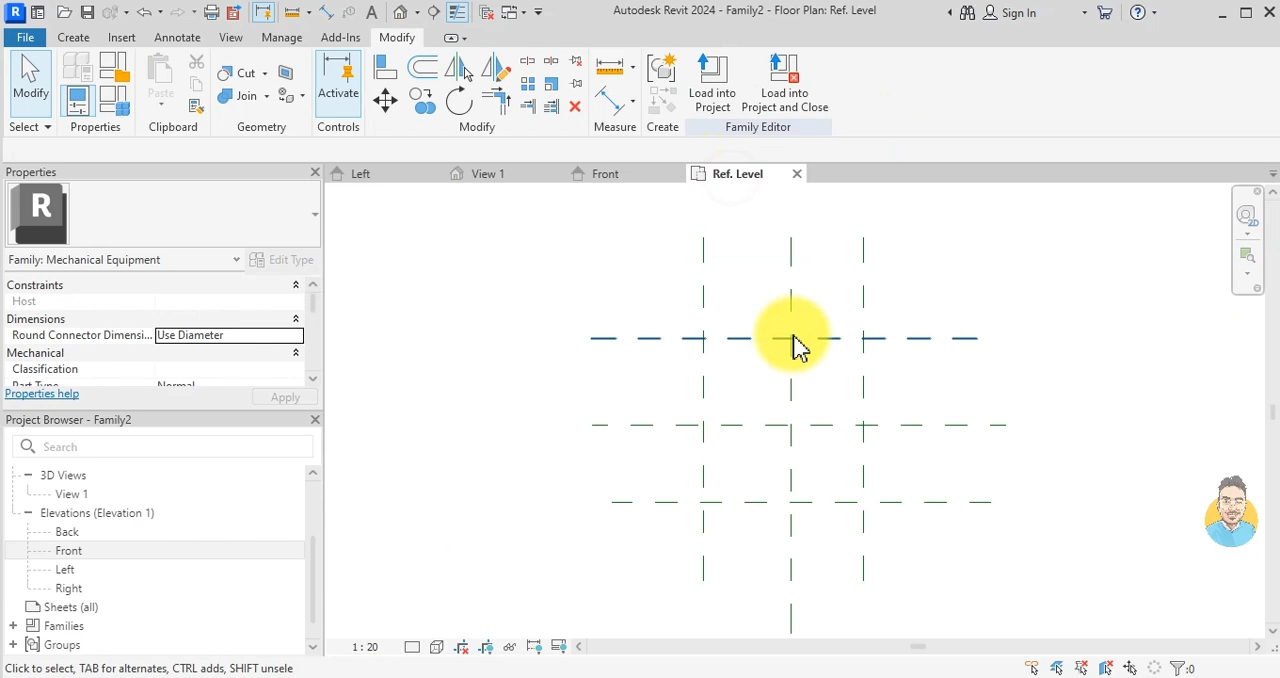 R
Autodesk Revit 2024 - Family2 - Floor Plan: Ref. Level
Sign In
File
Create
Insert
Annotate
View
Manage
Add-Ins
Modify
Modify
Select
Properties
Paste
Clipboard
Cut
Join
Geometry
Activate
Controls
Modify
Measure
Create
Load into
Project
Load into
Project and Close
Family Editor
Properties
Left
View 1
Front
Ref. Level
R
2D
Family: Mechanical Equipment
Edit Type
Constraints
Host
Dimensions
Round Connector Dimensi...
Use Diameter
Mechanical
Classification
Part Type
Normal
Properties help
Apply
Project Browser - Family2
Search
3D Views
View 1
Elevations (Elevation 1)
Back
Front
Left
Right
Sheets (all)
Families
Groups
1 : 20
Click to select, TAB for alternates, CTRL adds, SHIFT unsele
:0